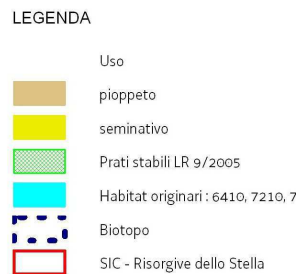 LEGENDA
Uso
pioppeto
seminativo
Prati stabili LR 9/2005
Habitat originari : 6410, 7210, 7
Biotopo
SIC - Risorgive dello Stella